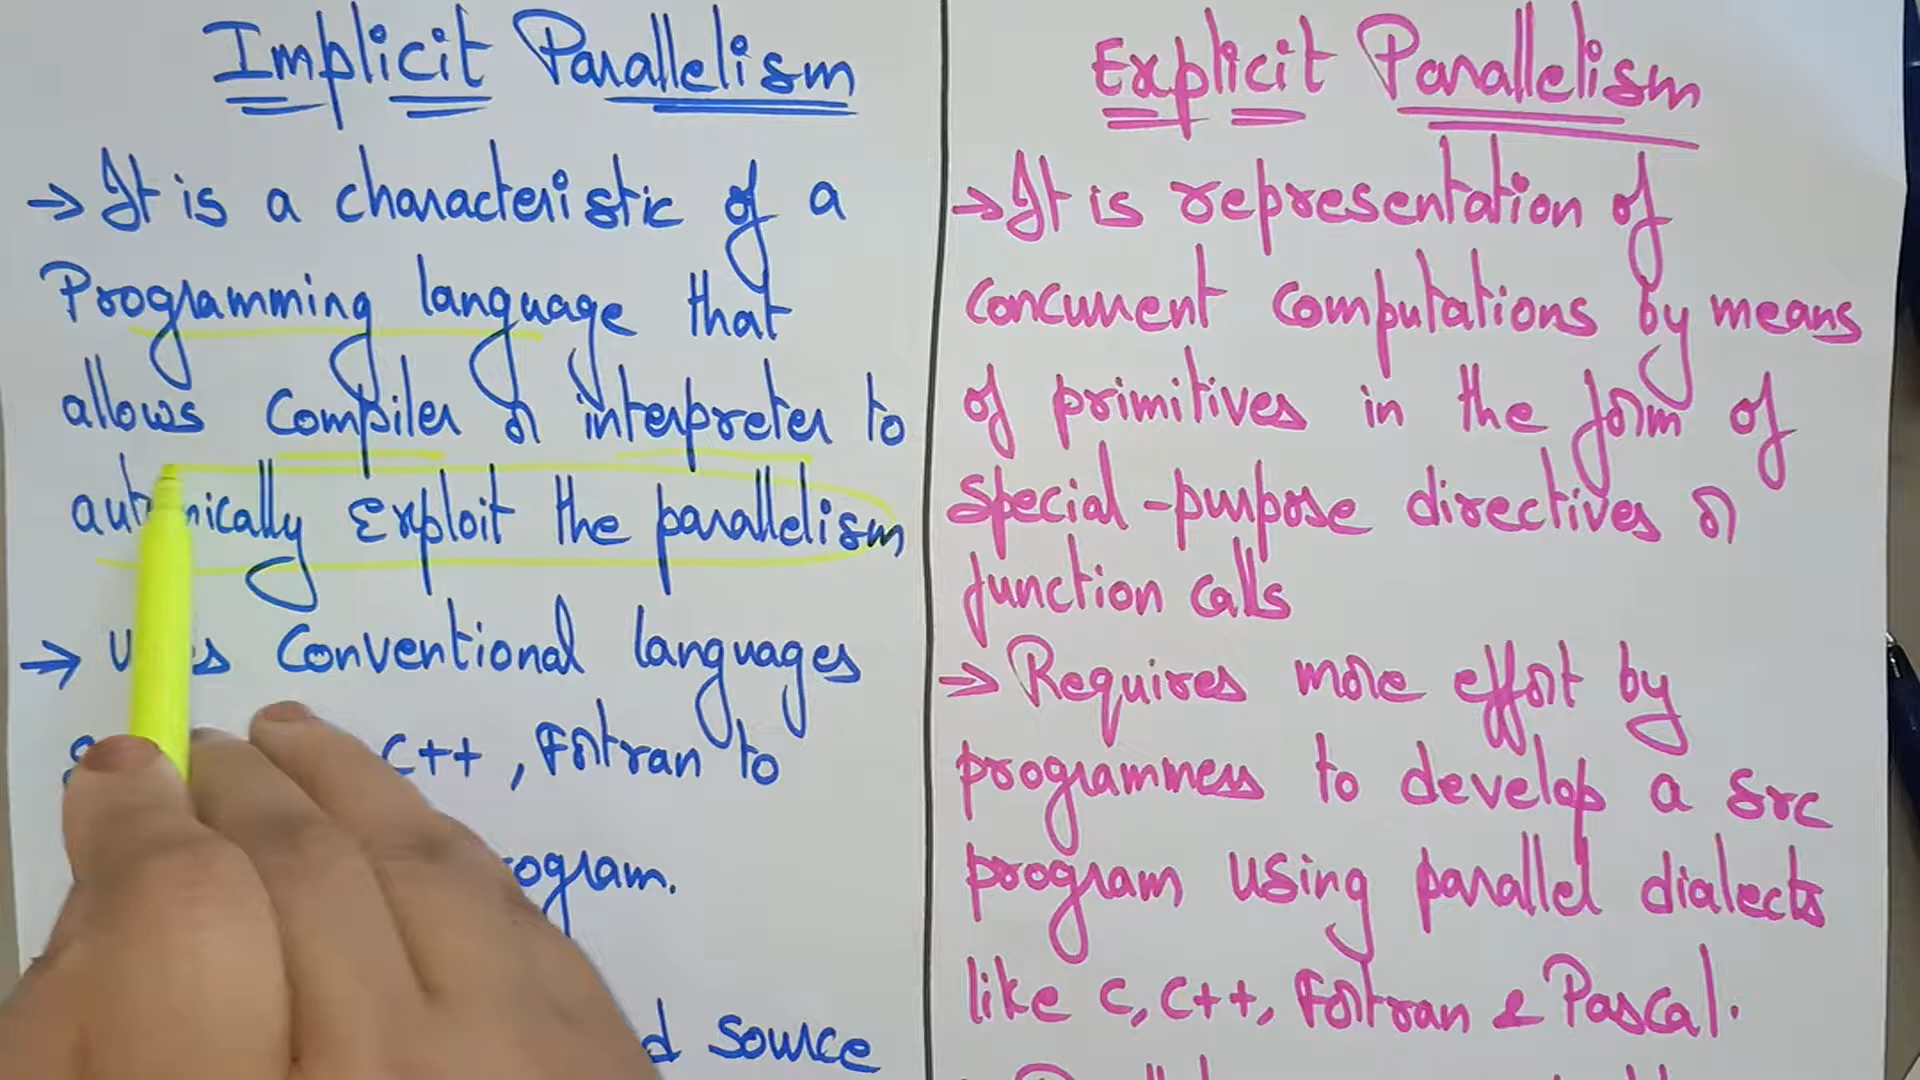 Implicit Parallelism
→ It is a characteristic of a
Programming language that
allows compiler or interpreter to
exploit the parallelism
→ conventional languages
C++, Fortran to
source
Explicit Parallelism
→ It is representation of
concurrent computations by means
of primitives in the form of
special-purpose directives or
function calls
→ Requires more effort by
programmers to develop a src
program using parallel dialects
like C, C++, Fortran & Pascal.